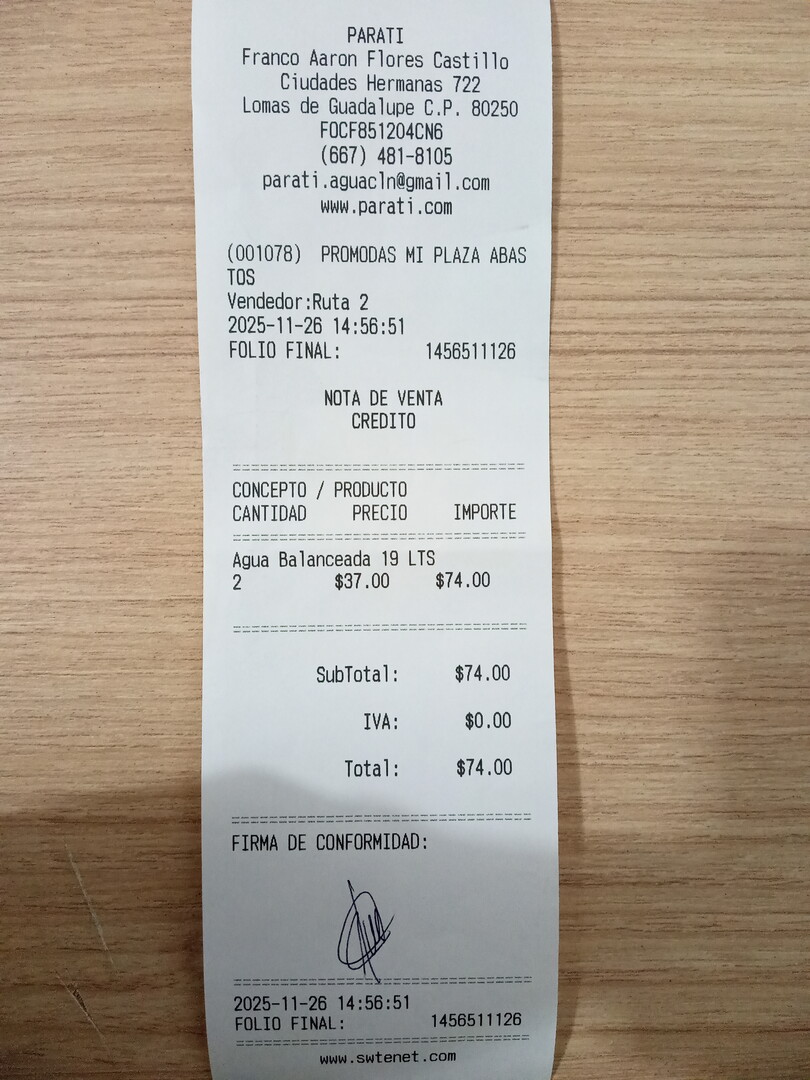 PARATI
Franco Aaron Flores Castillo
Ciudades Hermanas 722
Lomas de Guadalupe C.P. 80250
FOCF851204CN6
(667) 481-8105
parati.aguacln@gmail.com
www.parati.com
(001078) PROMODAS MI PLAZA ABAS
TOS
Vendedor:Ruta 2
2025-11-26 14:56:51
FOLIO FINAL: 1456511126
NOTA DE VENTA
CREDITO
CONCEPTO / PRODUCTO
CANTIDAD PRECIO IMPORTE
Agua Balanceada 19 LTS
2 $37.00 $74.00
SubTotal: $74.00
IVA: $0.00
Total: $74.00
FIRMA DE CONFORMIDAD:
2025-11-26 14:56:51
FOLIO FINAL: 1456511126
www.swtenet.com